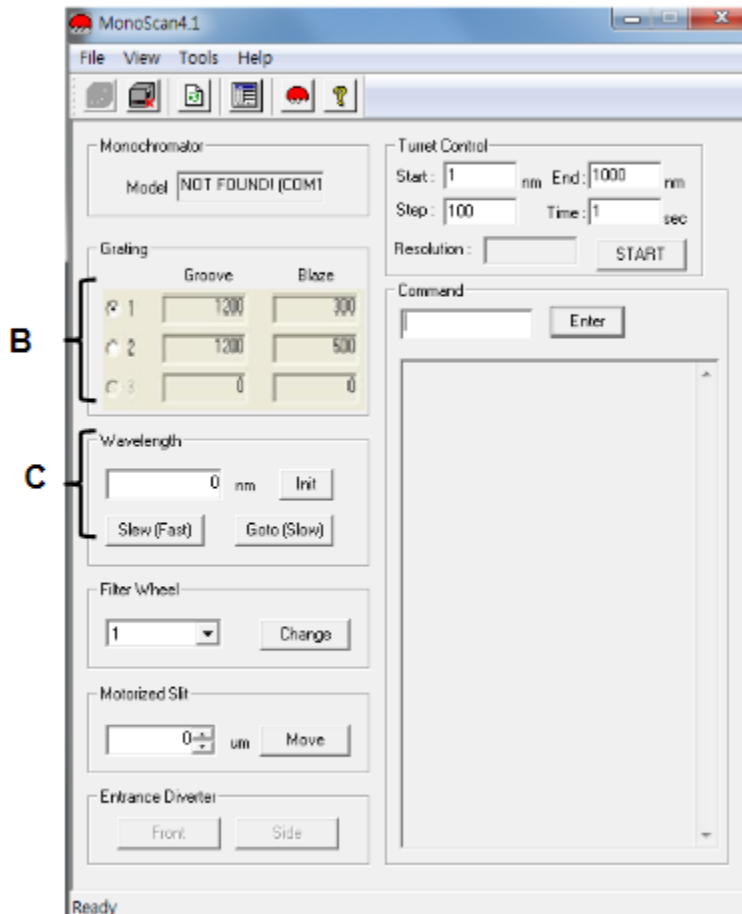 MonoScan4.1
File View Tools Help
Monochromator
Model NOT FOUND! (COM1
Grating
Groove Blaze
1 1200 300
2 1200 500
3 0 0
B
Wavelength
0 nm Init
Slew (Fast) Goto (Slow)
C
Filter Wheel
1 Change
Motorized Slit
0 um Move
Entrance Diverter
Front Side
Turret Control
Start : 1 nm End : 1000 nm
Step : 100 Time : 1 sec
Resolution : START
Command
Enter
Ready